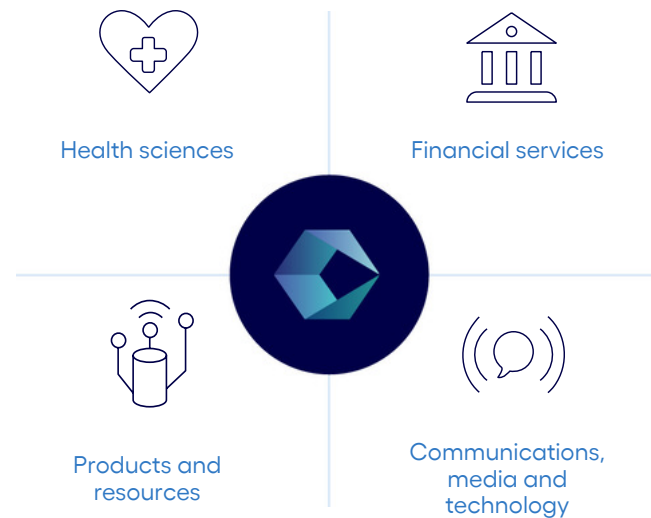 Health sciences
Financial services
Products and
resources
Communications,
media and
technology